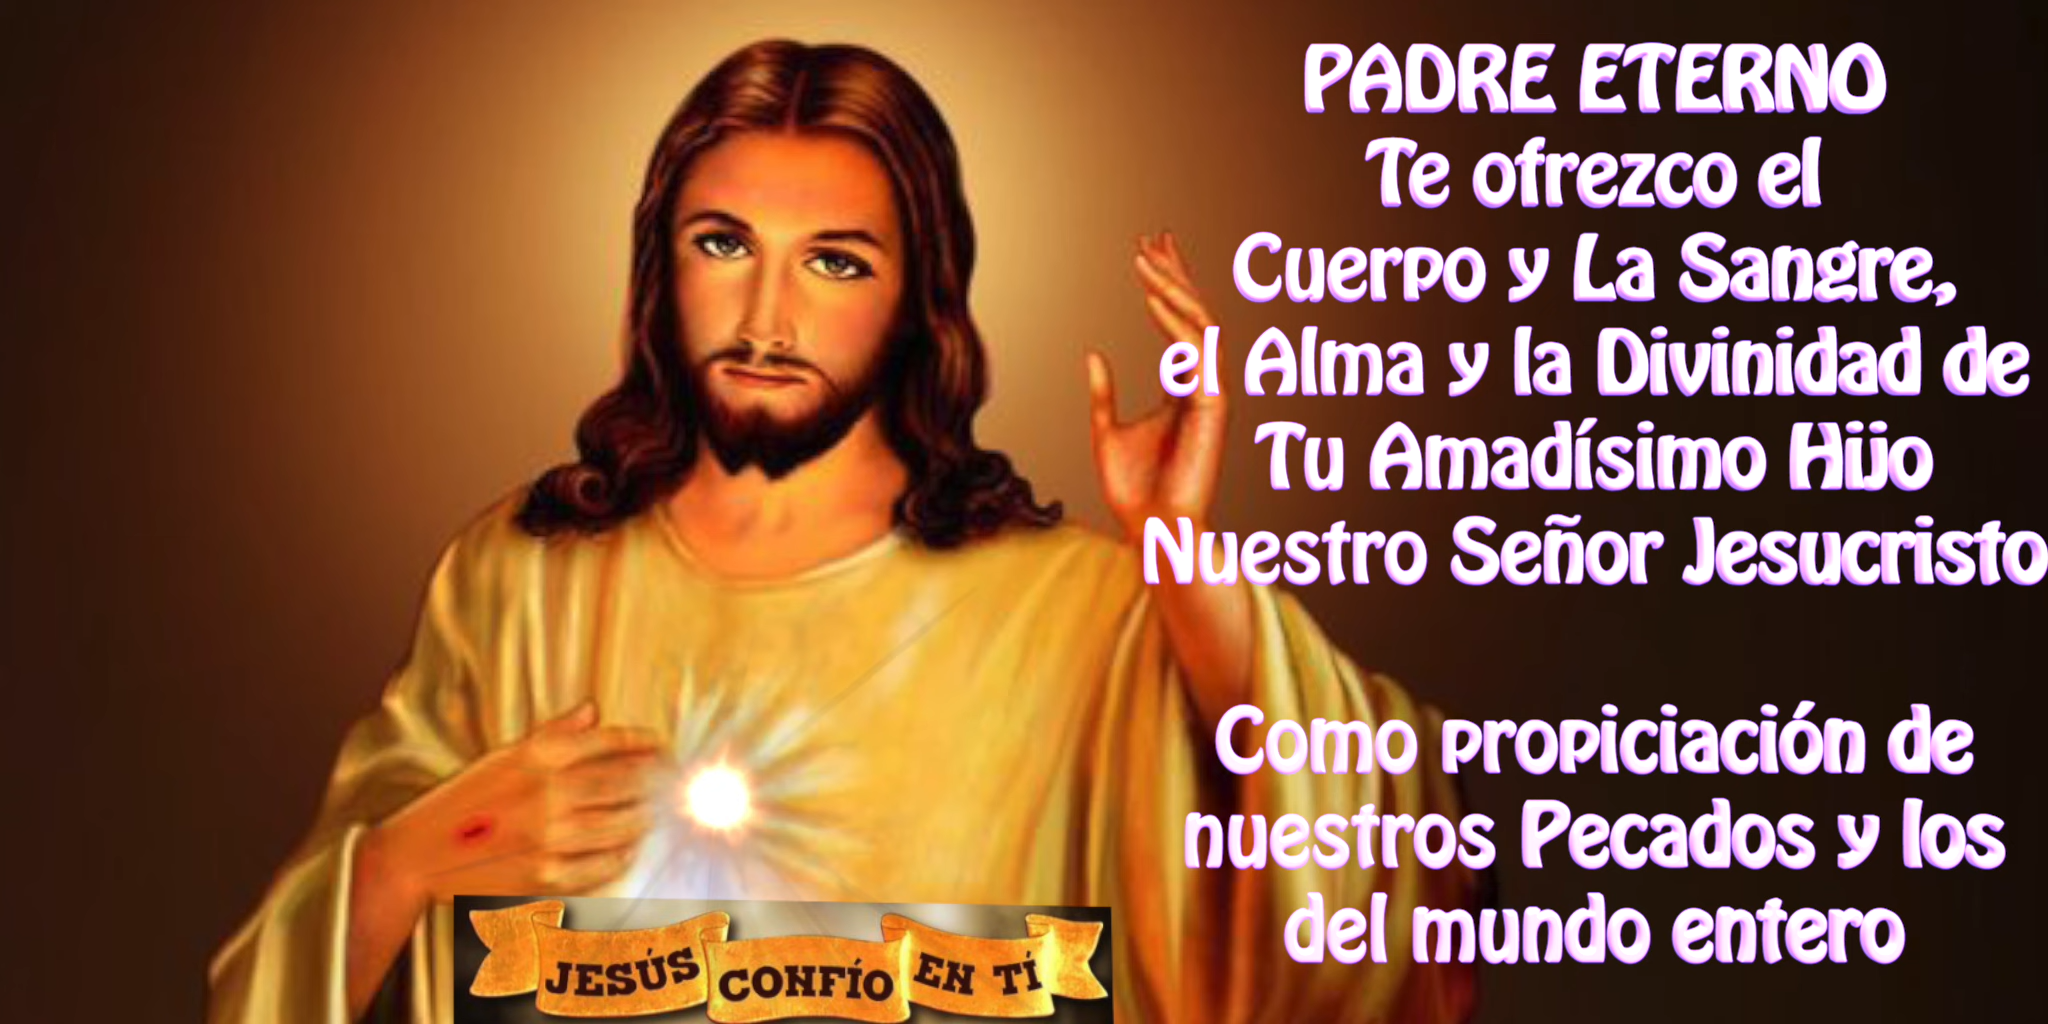 PADRE ETERNO
Te ofrezco el
Cuerpo y La Sangre,
el Alma y la Divinidad de
Tu Amadísimo Hijo
Nuestro Señor Jesucristo
Como propiciación de
nuestros Pecados y los
del mundo entero
JESÚS CONFÍO EN TÍ